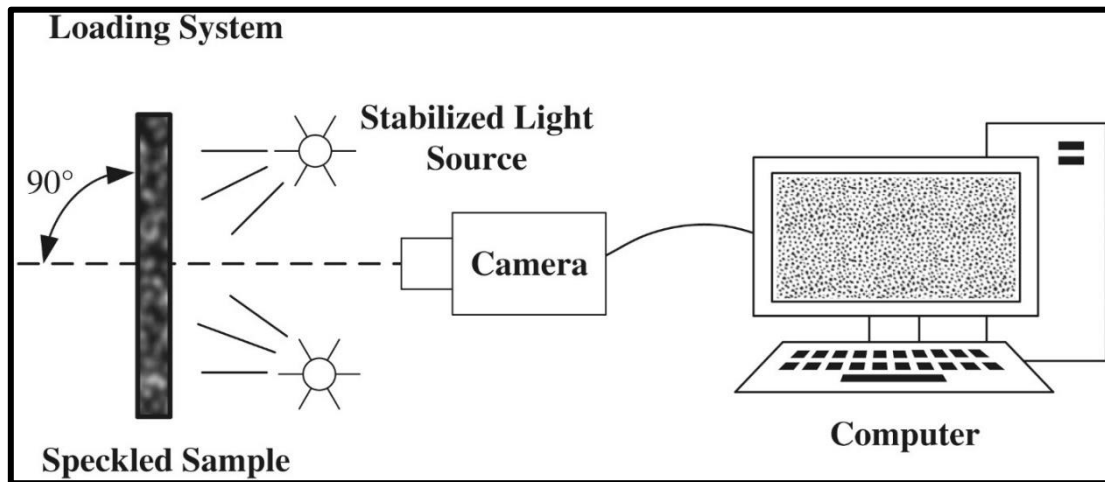 Loading System
Stabilized Light
Source
90°
Camera
Computer
Speckled Sample